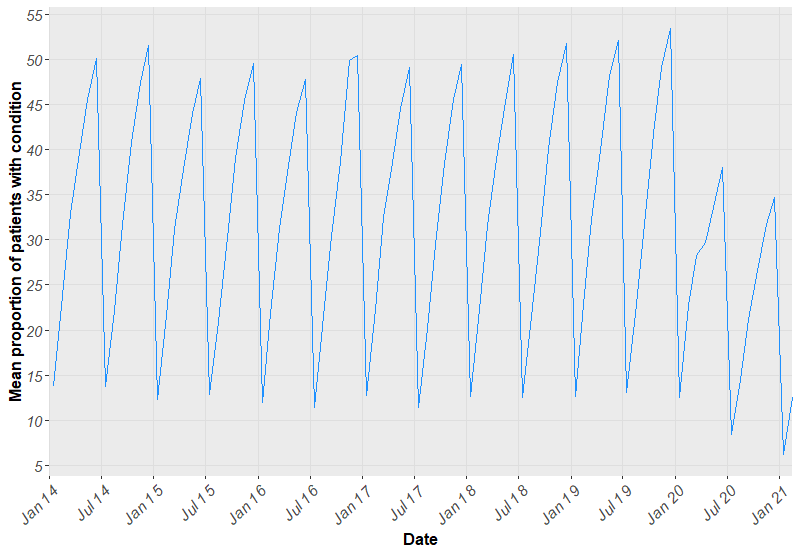 Mean proportion of patients with condition
55
50
45
40
35
30
25
20
15
10
5
Jan 14
Jul 14
Jan 15
Jul 15
Jan 16
Jul 16
Jan 17
Jul 17
Jan 18
Jul 18
Jan 19
Jul 19
Jan 20
Jul 20
Jan 21
Date